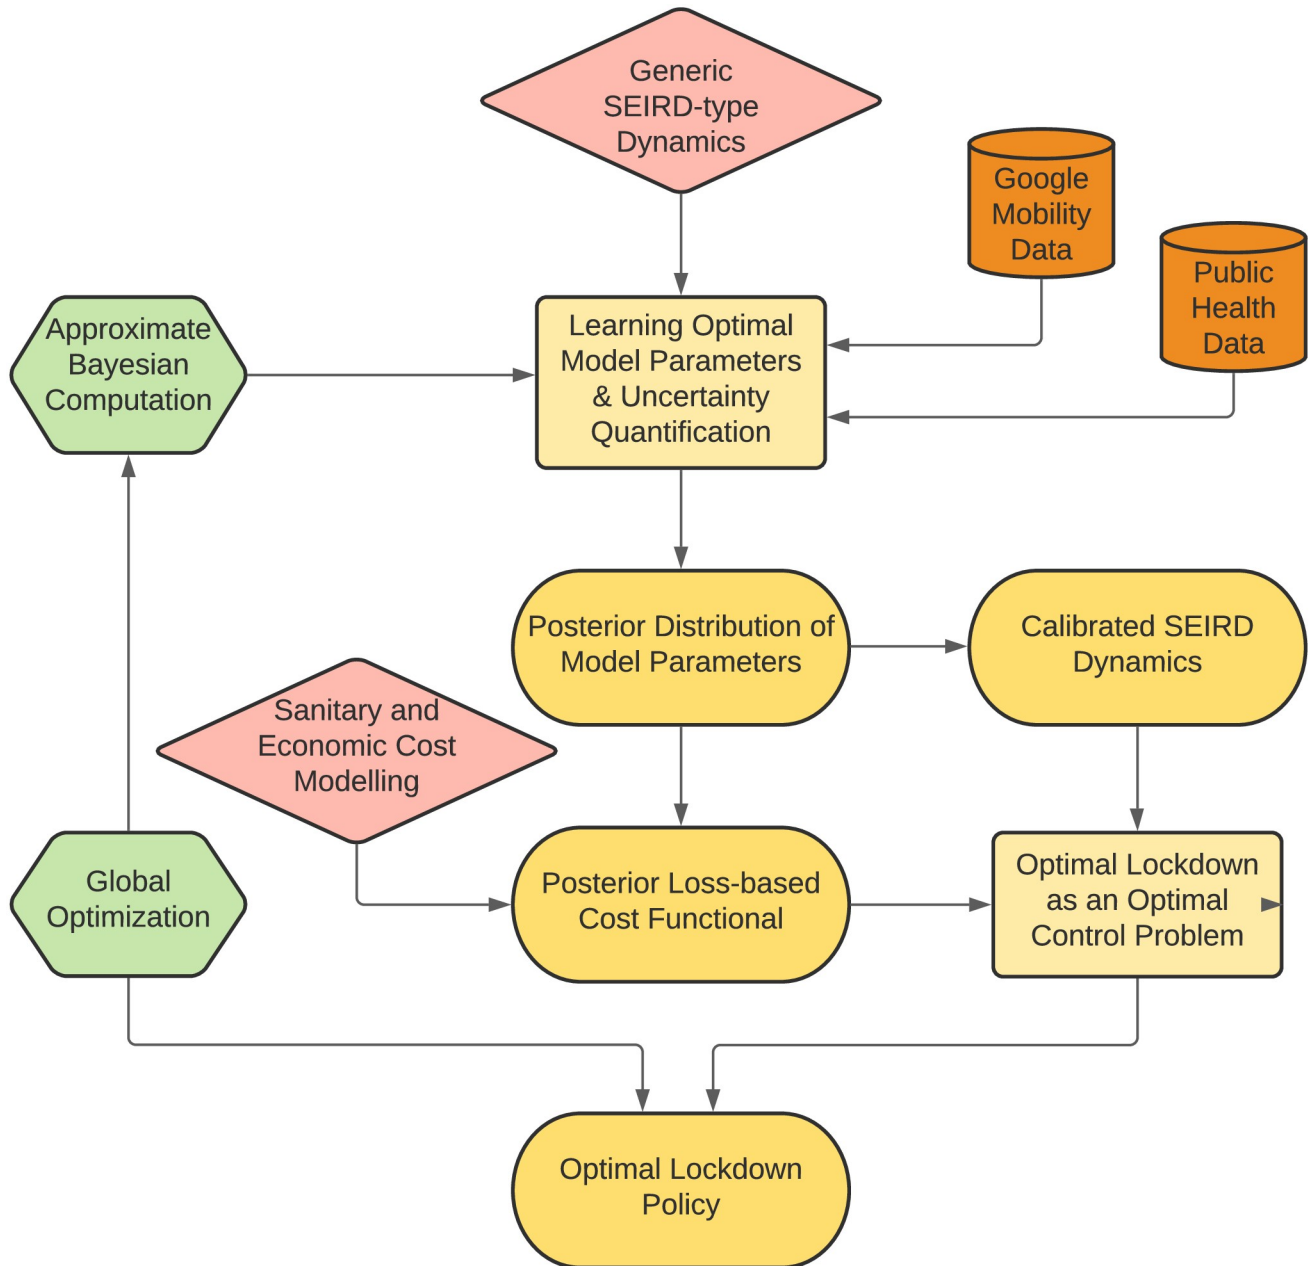 Generic
SEIRD-type
Dynamics
Google
Mobility
Data
Public
Health
Data
Approximate
Bayesian
Computation
Learning Optimal
Model Parameters
& Uncertainty
Quantification
Posterior Distribution of
Model Parameters
Calibrated SEIRD
Dynamics
Sanitary and
Economic Cost
Modelling
Global
Optimization
Posterior Loss-based
Cost Functional
Optimal Lockdown
as an Optimal
Control Problem
Optimal Lockdown
Policy